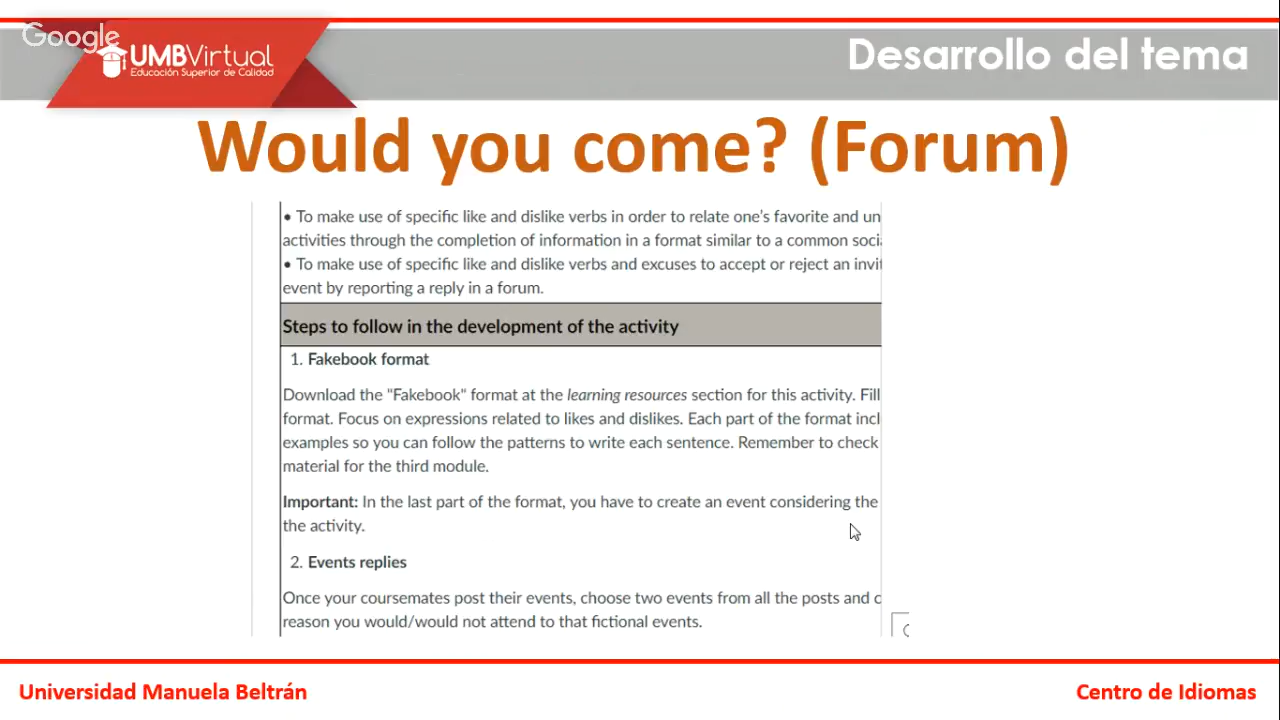 Google
UMBVirtual
Educación Superior de Calidad
Desarrollo del tema
Would you come? (Forum)
• To make use of specific like and dislike verbs in order to relate one's favorite and un
activities through the completion of information in a format similar to a common soci
• To make use of specific like and dislike verbs and excuses to accept or reject an invit
event by reporting a reply in a forum.
Steps to follow in the development of the activity
1. Fakebook format
Download the "Fakebook" format at the learning resources section for this activity. Fill
format. Focus on expressions related to likes and dislikes. Each part of the format incl
examples so you can follow the patterns to write each sentence. Remember to check
material for the third module.
Important: In the last part of the format, you have to create an event considering the
the activity.
2. Events replies
Once your coursemates post their events, choose two events from all the posts and c
reason you would/would not attend to that fictional events.
Universidad Manuela Beltrán
Centro de Idiomas